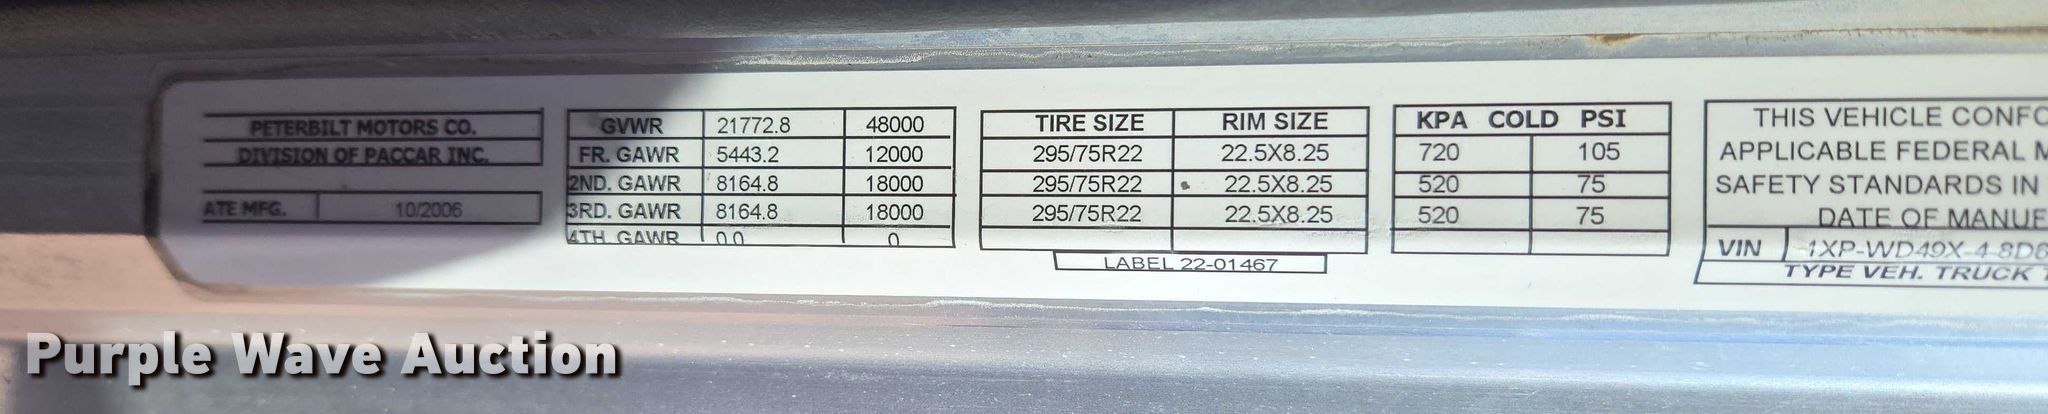 PETERBILT MOTORS CO.
DIVISION OF PACCAR INC.
ATE MFG. 10/2006
GVWR 21772.8 48000
FR. GAWR 5443.2 12000
2ND. GAWR 8164.8 18000
3RD. GAWR 8164.8 18000
4TH. GAWR 0.0 0
TIRE SIZE RIM SIZE
295/75R22 22.5X8.25
295/75R22 22.5X8.25
295/75R22 22.5X8.25
LABEL 22-01467
KPA COLD PSI
720 105
520 75
520 75
THIS VEHICLE CONFO
APPLICABLE FEDERAL M
SAFETY STANDARDS IN
DATE OF MANUF
VIN 1XP-WD49X-4-8D6
TYPE VEH. TRUCK T
Purple Wave Auction